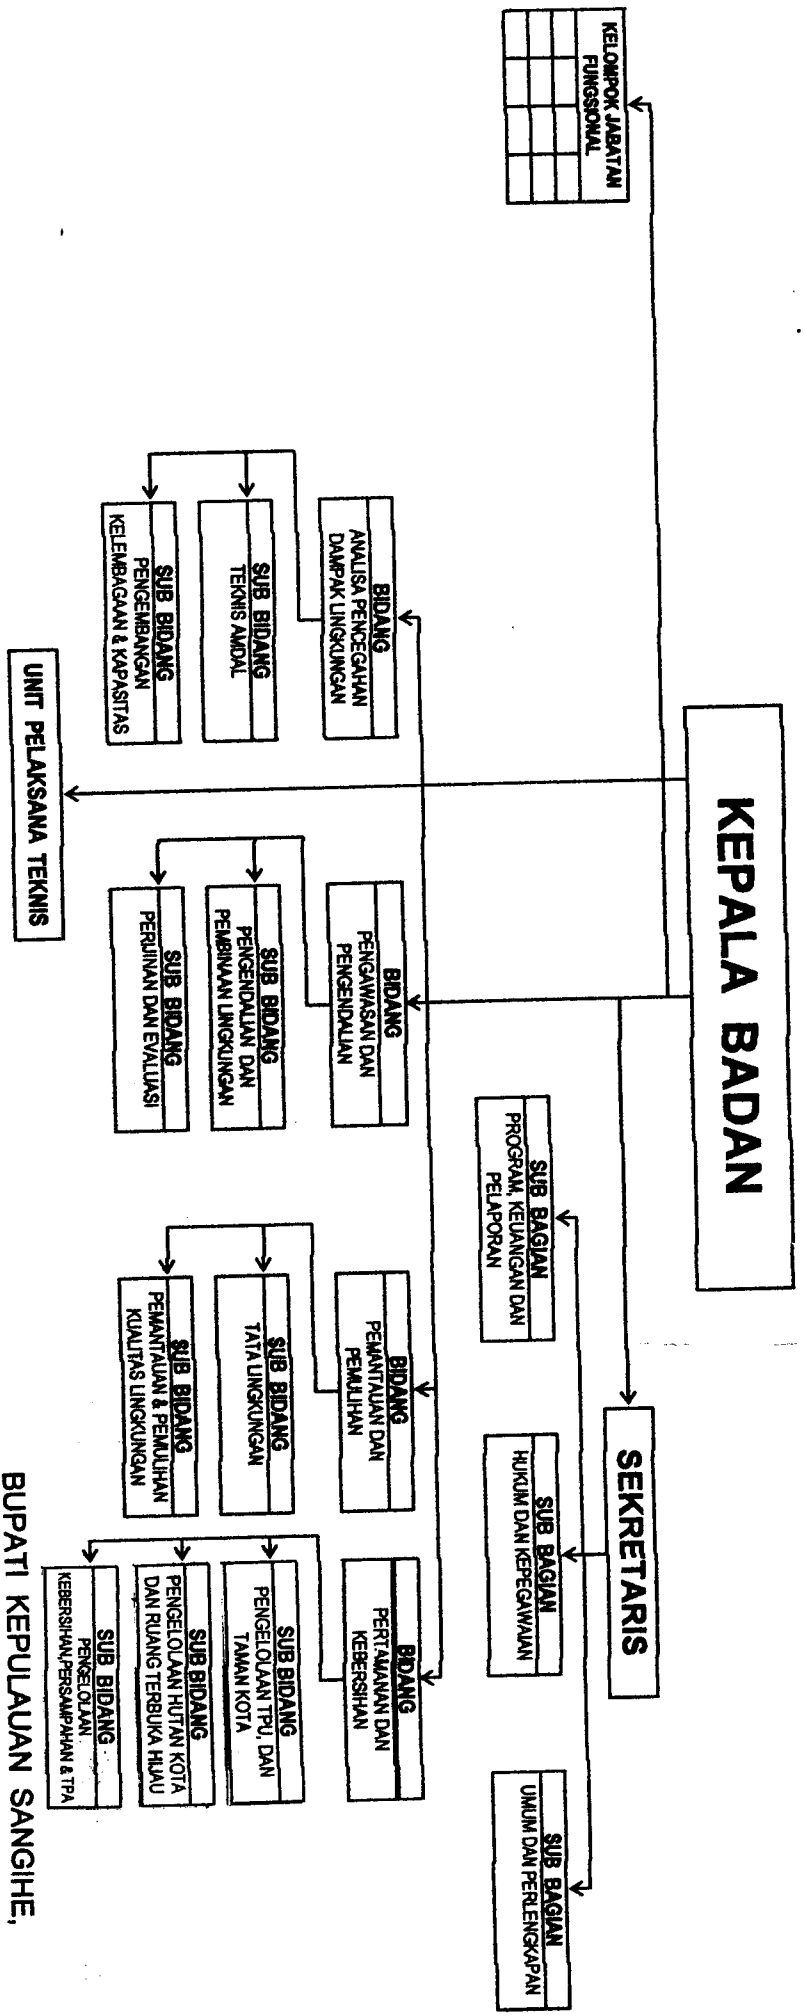 KEPALA BADAN
KELOMPOK JABATAN
FUNGSIONAL
SEKRETARIS
SUB BAGIAN
PROGRAM, KEUANGAN DAN
PELAPORAN
SUB BAGIAN
HUKUM DAN KEPEGAWAIAN
SUB BAGIAN
UMUM DAN PERLENGKAPAN
BIDANG
ANALISA PENCEGAHAN
DAMPAK LINGKUNGAN
SUB BIDANG
TEKNIS AMDAL
SUB BIDANG
PENGEMBANGAN
KELEMBAGAAN & KAPASITAS
BIDANG
PENGAWASAN DAN
PENGENDALIAN
SUB BIDANG
PENGENDALIAN DAN
PEMBINAAN LINGKUNGAN
SUB BIDANG
PERIJINAN DAN EVALUASI
BIDANG
PEMANTAUAN DAN
PEMULIHAN
SUB BIDANG
TATA LINGKUNGAN
SUB BIDANG
PEMANTAUAN & PEMULIHAN
KUALITAS LINGKUNGAN
BIDANG
PERTAMANAN DAN
KEBERSIHAN
SUB BIDANG
PENGELOLAAN TPU, DAN
TAMAN KOTA
SUB BIDANG
PENGELOLAAN HUTAN KOTA
DAN RUANG TERBUKA HIJAU
SUB BIDANG
PENGELOLAAN
KEBERSIHAN,PERSAMPAHAN & TPA
UNIT PELAKSANA TEKNIS
BUPATI KEPULAUAN SANGIHE,